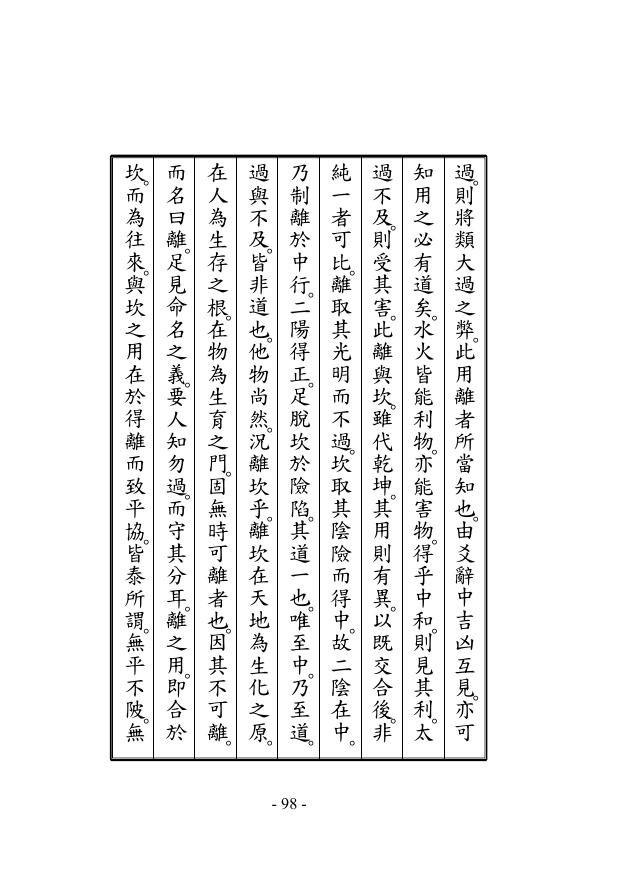 過。則將類大過之弊。此用離者所當知也。由爻辭中吉凶互見。亦可
知用之必有道矣。水火皆能利物。亦能害物。得乎中和。則見其利。太
過不及。則受其害。此離與坎。雖代乾坤。其用則有異。以既交合後。非
純一者可比。離取其光明而不過。坎取其陰險而得中。故二陰在中。
乃制離於中行。二陽得正。足脫坎於險陷。其道一也。唯至中。乃至道。
過與不及。皆非道也。他物尚然。況離坎乎。離坎在天地為生化之原。
在人為生存之根。在物為生育之門。固無時可離者也。因其不可離。
而名曰離。足見命名之義。要人知勿過。而守其分耳。離之用。即合於
坎。而為往來。與坎之用在於得離而致平協。皆泰所謂。無平不陂。無
- 98 -